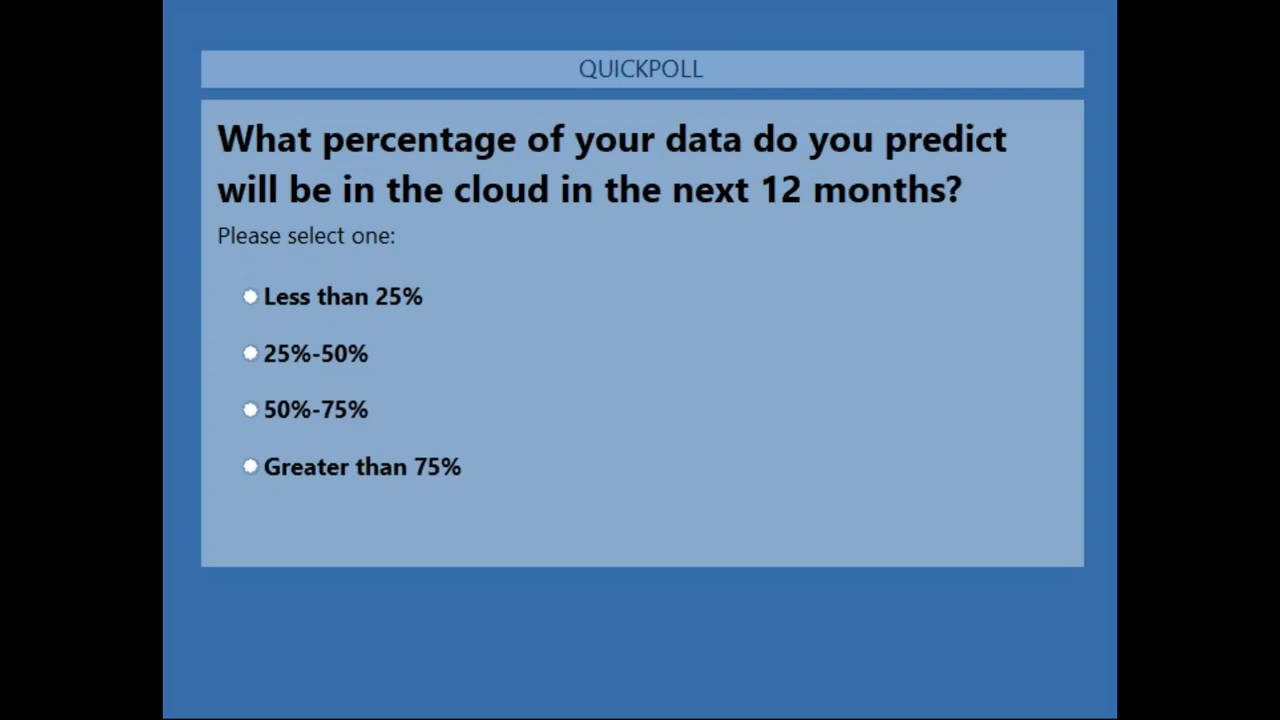 QUICKPOLL
What percentage of your data do you predict
will be in the cloud in the next 12 months?
Please select one:
Less than 25%
25%-50%
50%-75%
Greater than 75%